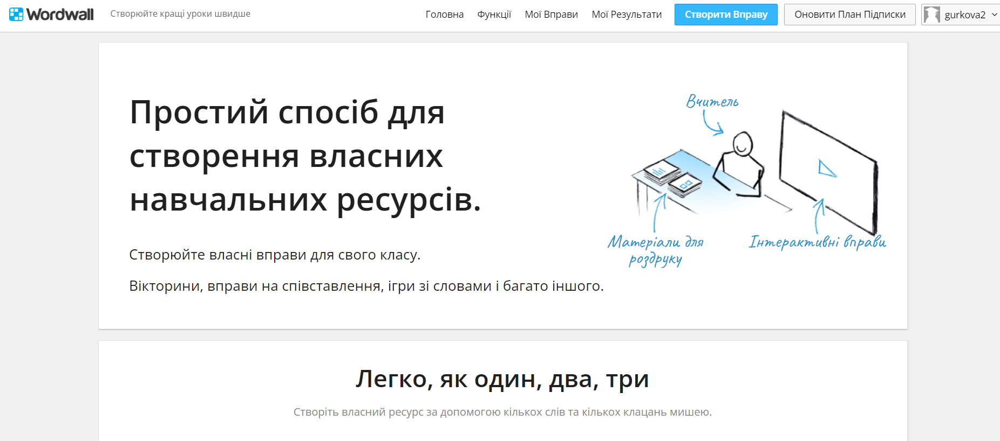 Wordwall
Створюйте кращі уроки швидше
Головна
Функції
Мої Вправи
Мої Результати
Створити Вправу
Оновити План Підписки
gurkova2
Простий спосіб для
створення власних
навчальних ресурсів.
Створюйте власні вправи для свого класу.
Вікторини, вправи на співставлення, ігри зі словами і багато іншого.
Вчитель
Матеріали для
роздруку
Інтерактивні вправи
Легко, як один, два, три
Створіть власний ресурс за допомогою кількох слів та кількох клацань мишею.